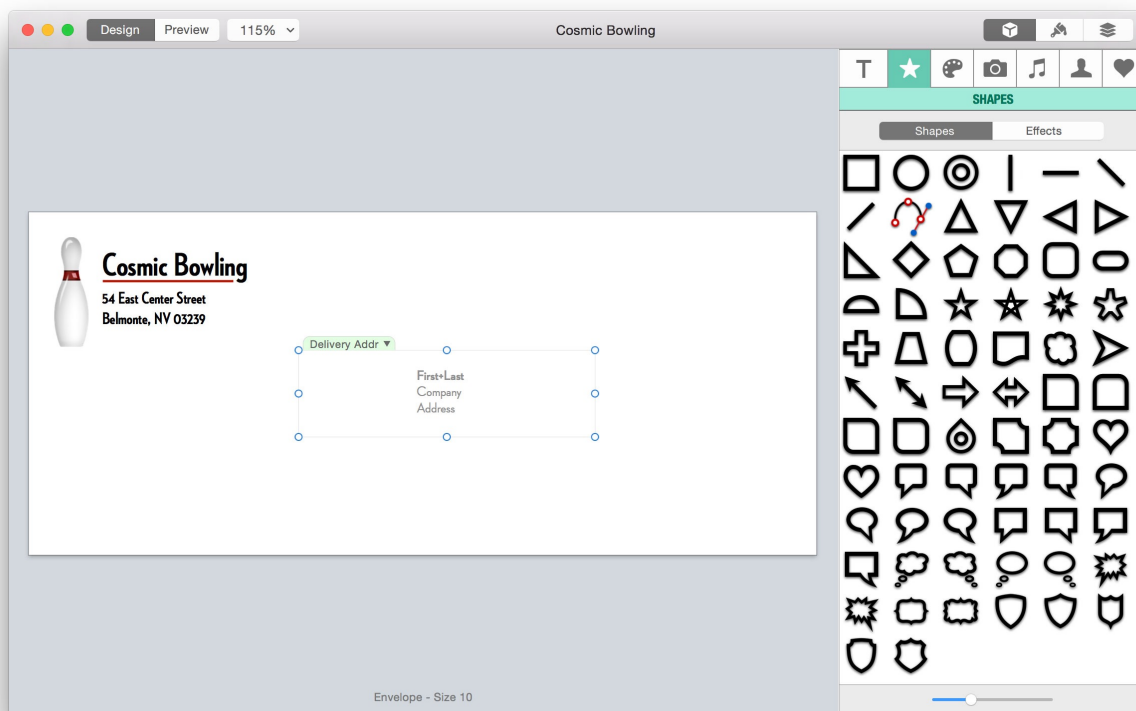 Design Preview 115% Cosmic Bowling
T
SHAPES
Shapes Effects
Cosmic Bowling
54 East Center Street
Belmonte, NV 03239
Delivery Addr ▼
First+Last
Company
Address
Envelope - Size 10